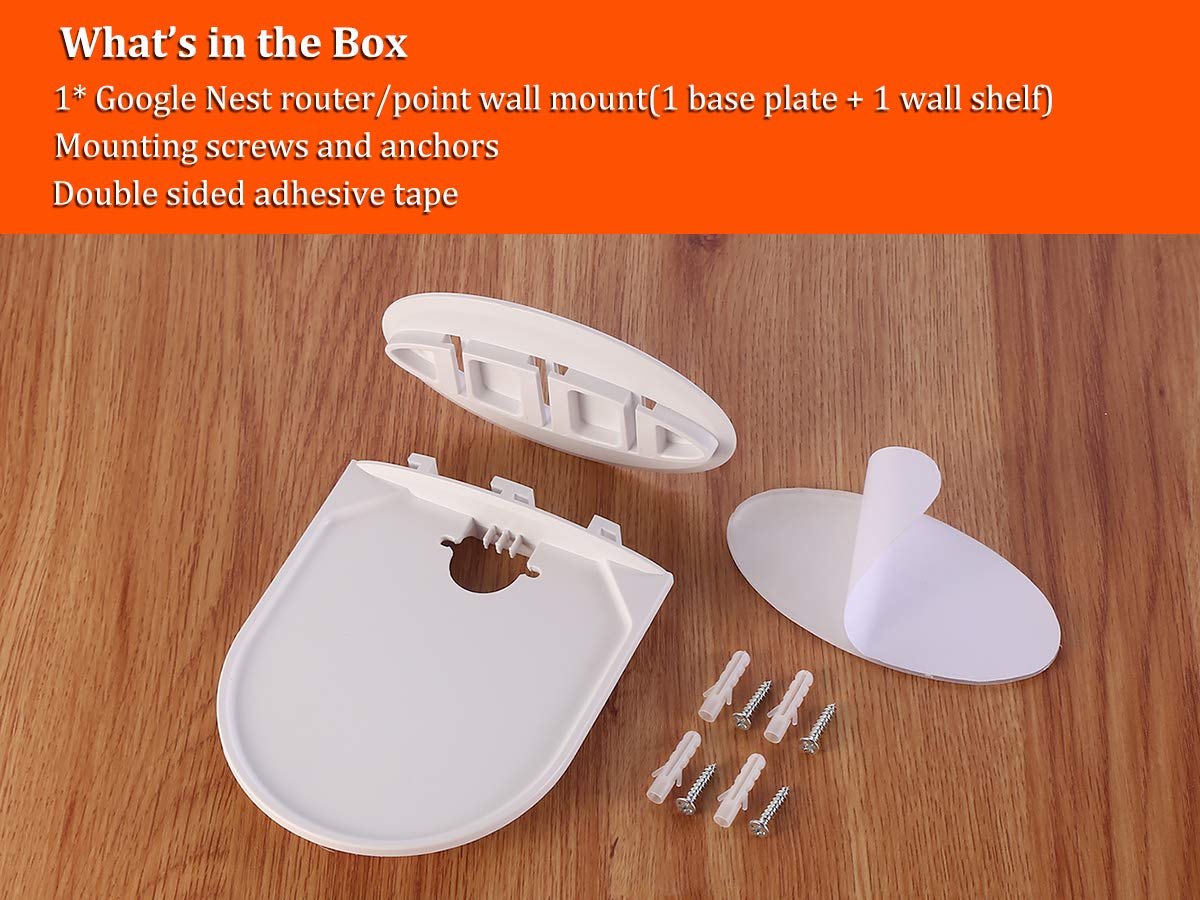 What's in the Box
1* Google Nest router/point wall mount(1 base plate + 1 wall shelf)
Mounting screws and anchors
Double sided adhesive tape